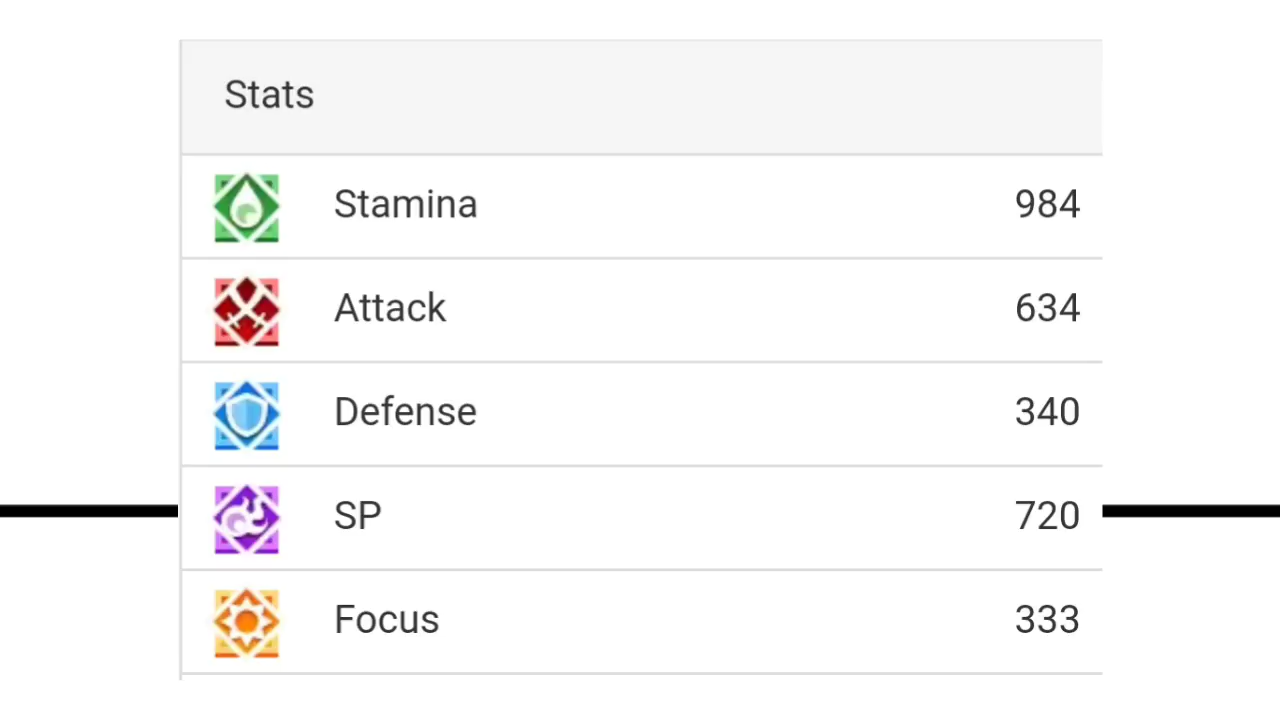 Stats
Stamina 984
Attack 634
Defense 340
SP 720
Focus 333